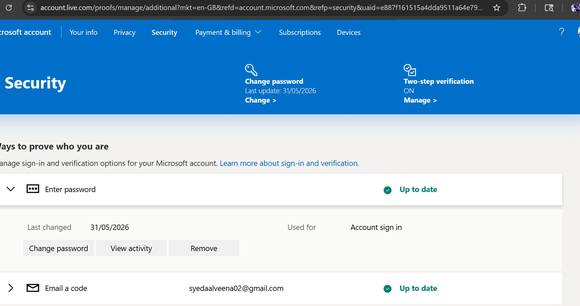 account.live.com/proofs/manage/additional?mkt=en-GB&refd=account.microsoft.com&refp=security&uaid=e887f161515a4dda9511a64e79...
crosoft account
Your info
Privacy
Security
Payment & billing
Subscriptions
Devices
?
Security
Change password
Last update: 31/05/2026
Change >
Two-step verification
ON
Manage >
Ways to prove who you are
anage sign-in and verification options for your Microsoft account. Learn more about sign-in and verification.
Enter password
Up to date
Last changed 31/05/2026
Used for Account sign in
Change password
View activity
Remove
Email a code
syedaalveena02@gmail.com
Up to date